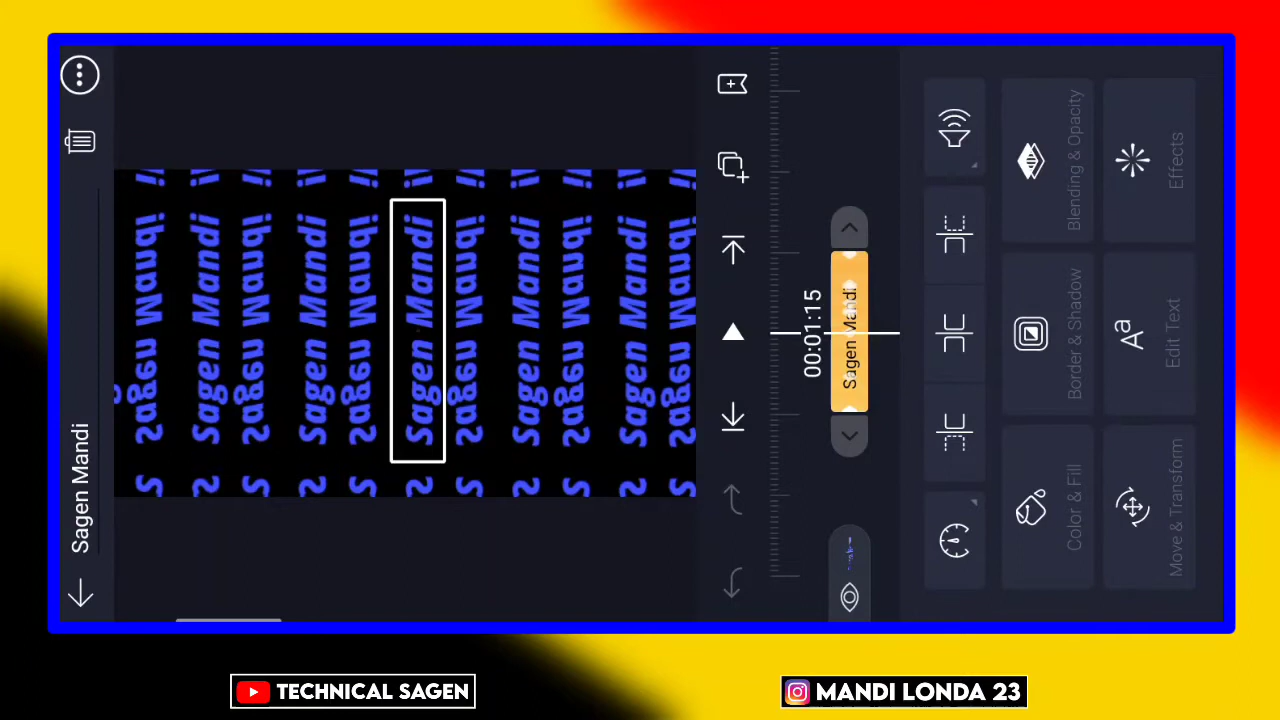 Sagen Mandi
Sagen Mandi
Sagen Mandi
Sagen Mandi
Sagen Mandi
Sagen Mandi
00:01:15
Sagen Mandi
Move & Transform
Edit Text
Effects
Color & Fill
Border & Shadow
Blending & Opacity
Aa
TECHNICAL SAGEN
MANDI LONDA 23